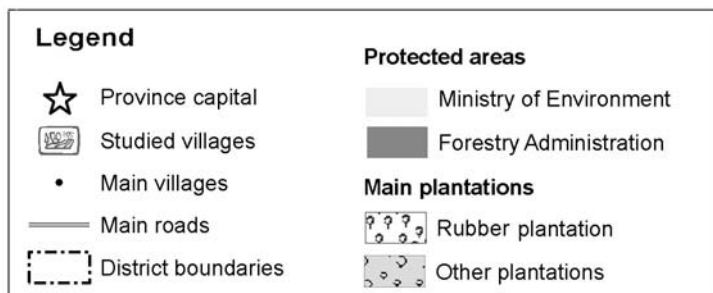 Legend
Province capital
Studied villages
Main villages
Main roads
District boundaries
Protected areas
Ministry of Environment
Forestry Administration
Main plantations
Rubber plantation
Other plantations